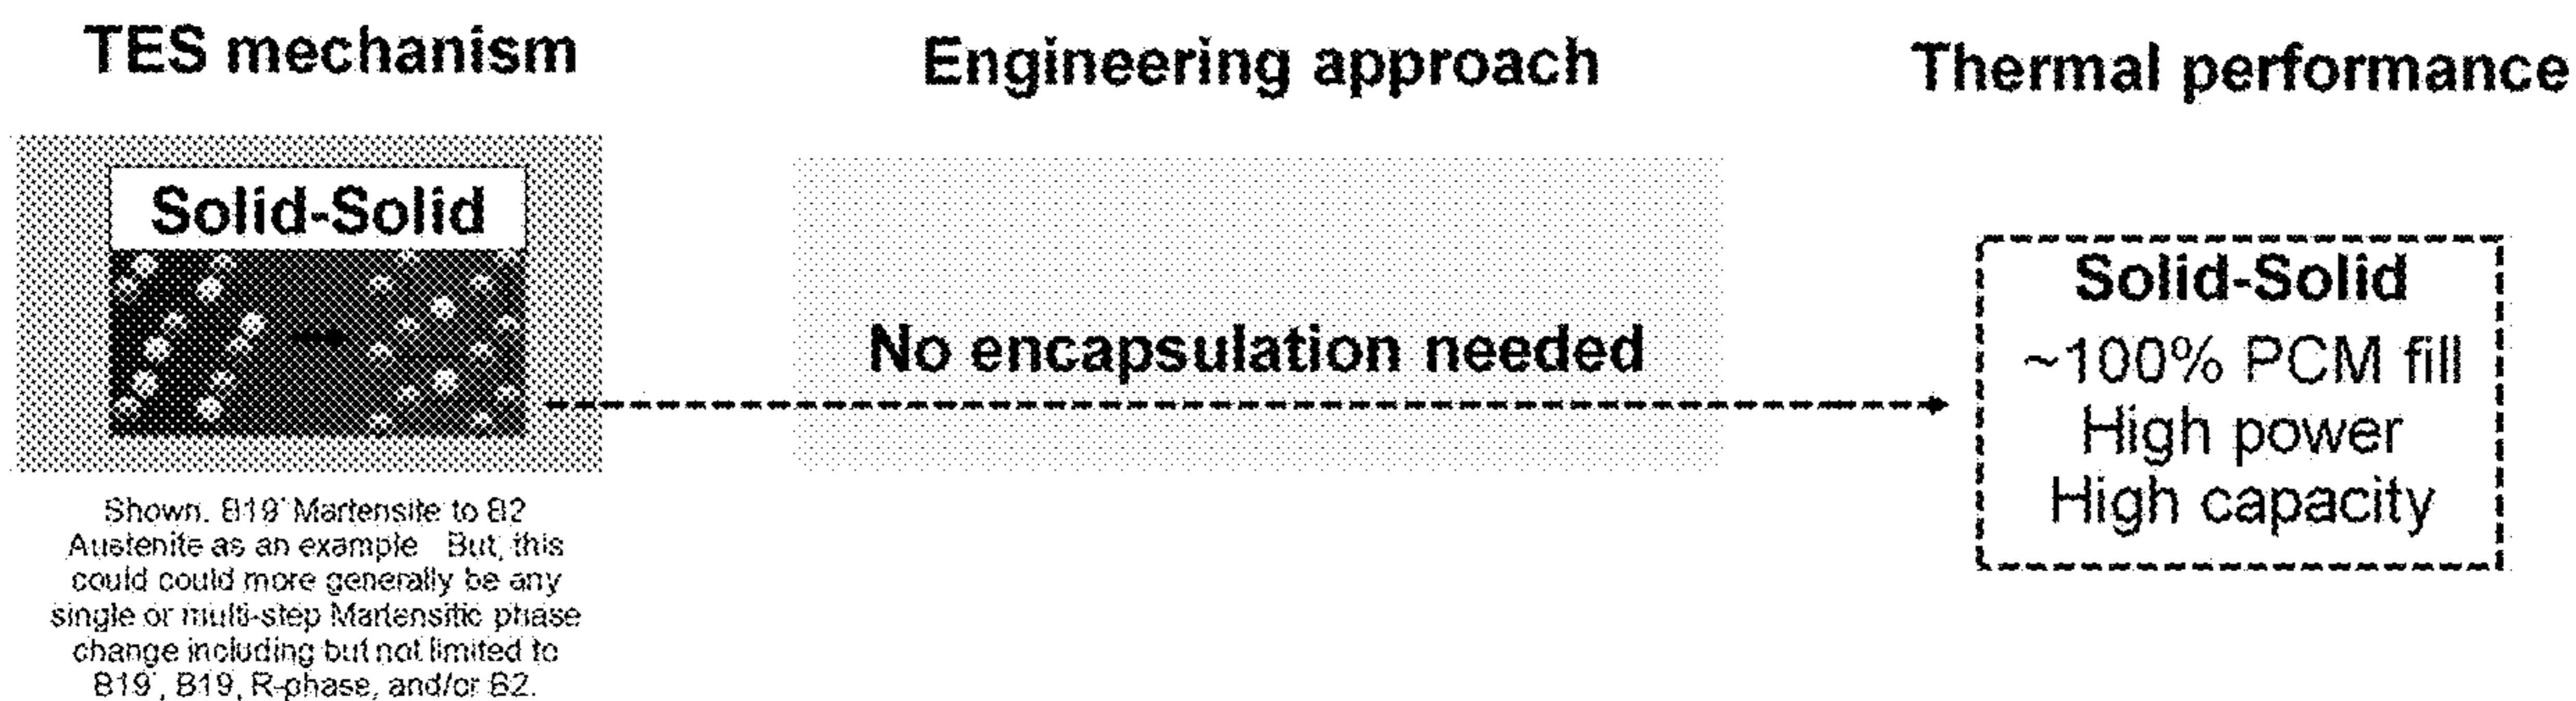 TES mechanism
Engineering approach
Thermal performance
Solid-Solid
Shown. B19' Martensite to B2
Austenite as an example But, this
could could more generally be any
single or multi-step Martensitic phase
change including but not limited to
B19', B19, R-phase, and/or B2.
No encapsulation needed
Solid-Solid
~100% PCM fill
High power
High capacity